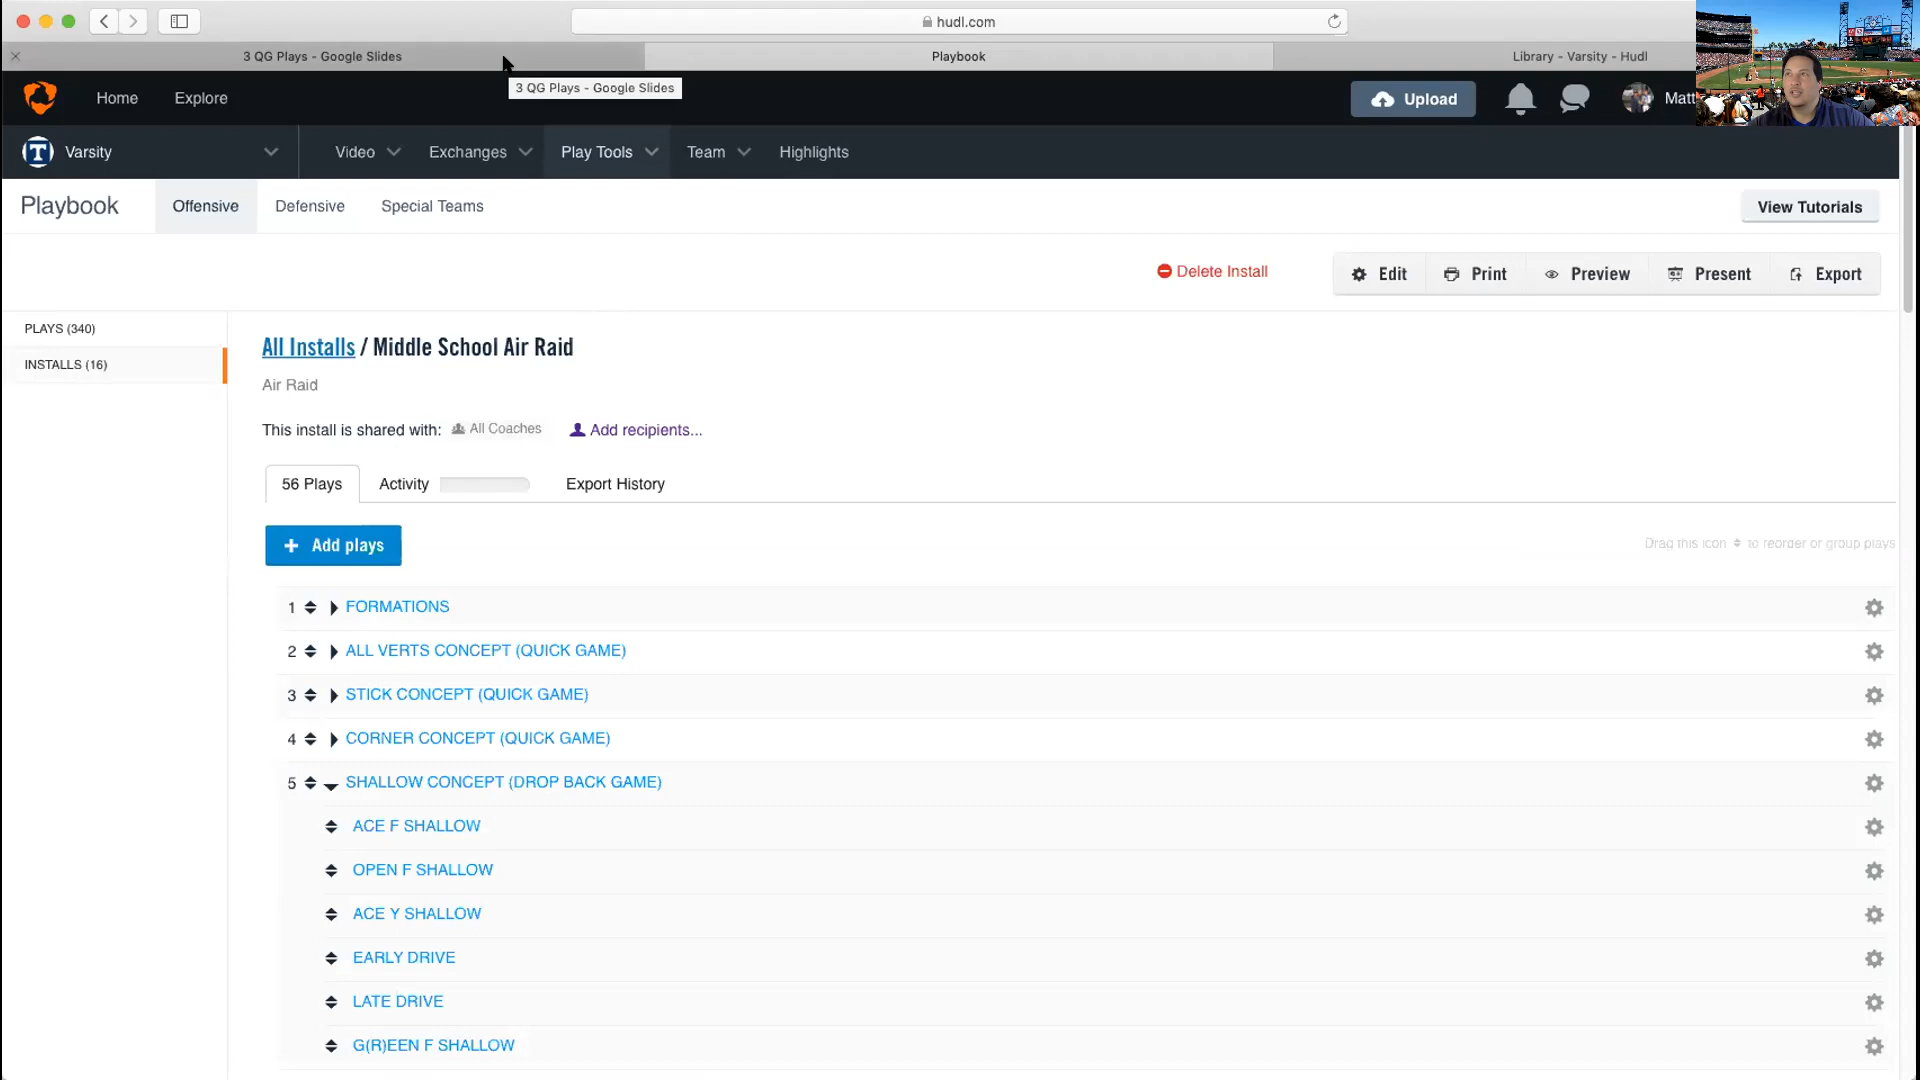 hudl.com
3 QG Plays - Google Slides
Playbook
Library - Varsity - Hudl
3 QG Plays - Google Slides
Home
Explore
Upload
Matt
T
Varsity
Video
Exchanges
Play Tools
Team
Highlights
Playbook
Offensive
Defensive
Special Teams
View Tutorials
Delete Install
Edit
Print
Preview
Present
Export
PLAYS (340)
INSTALLS (16)
All Installs / Middle School Air Raid
Air Raid
This install is shared with: All Coaches Add recipients...
56 Plays
Activity
Export History
+ Add plays
Drag this icon to reorder or group plays
1 FORMATIONS
2 ALL VERTS CONCEPT (QUICK GAME)
3 STICK CONCEPT (QUICK GAME)
4 CORNER CONCEPT (QUICK GAME)
5 SHALLOW CONCEPT (DROP BACK GAME)
ACE F SHALLOW
OPEN F SHALLOW
ACE Y SHALLOW
EARLY DRIVE
LATE DRIVE
G(R)EEN F SHALLOW